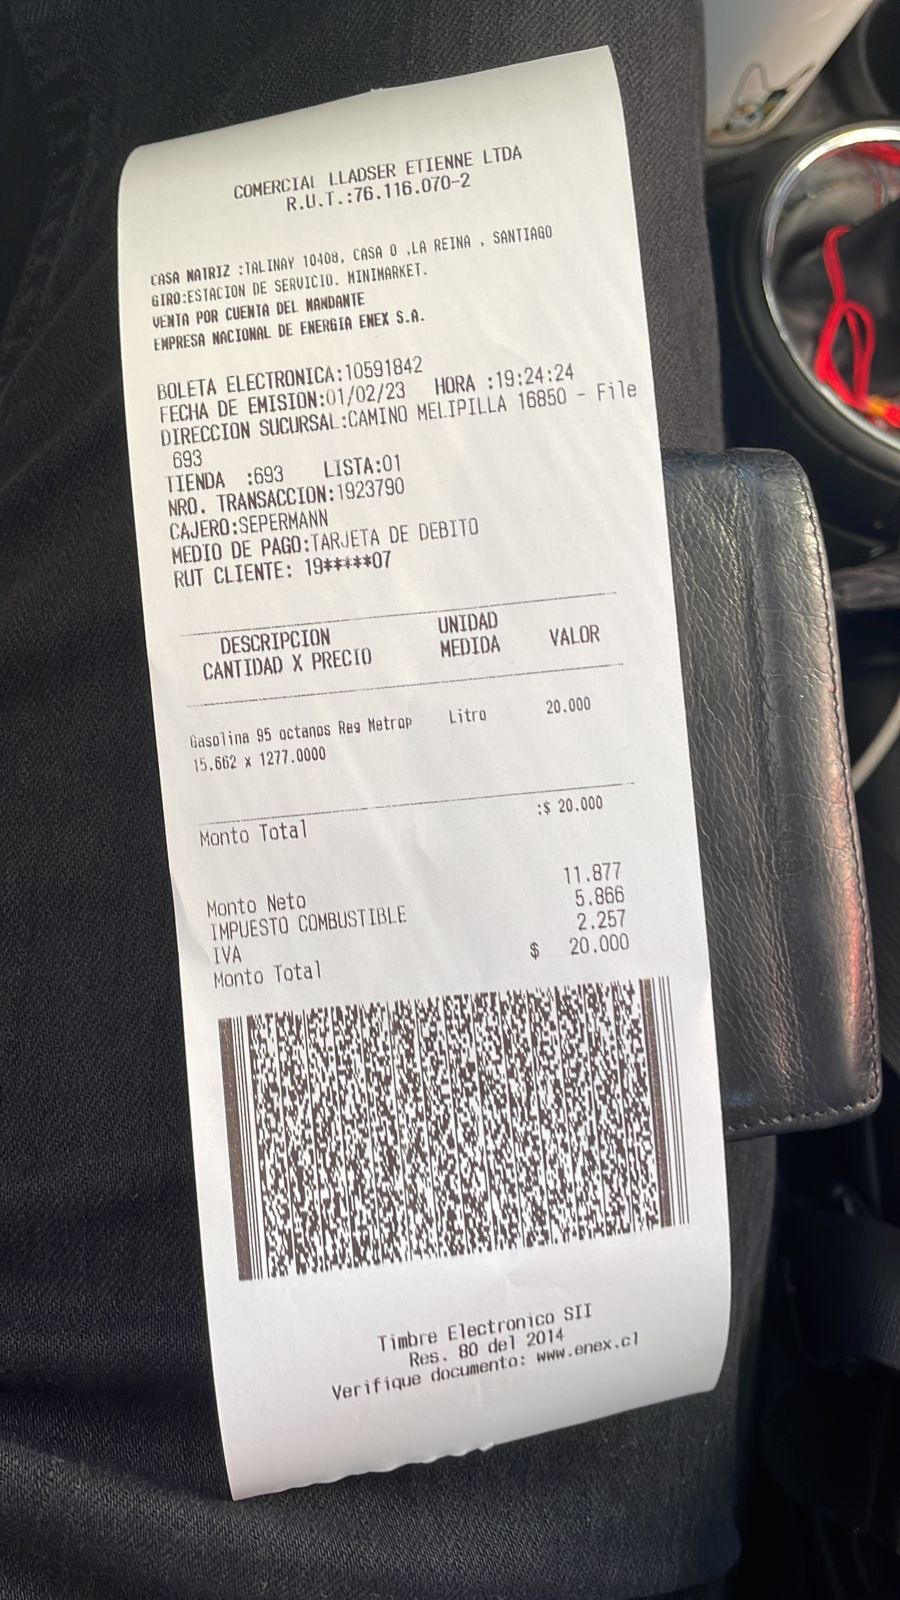 COMERCIAL LLADSER ETIENNE LTDA
R.U.T.:76.116.070-2
CASA MATRIZ :TALINAY 10408, CASA O ,LA REINA , SANTIAGO
GIRO:ESTACION DE SERVICIO. MINIMARKET.
VENTA POR CUENTA DEL MANDANTE
EMPRESA NACIONAL DE ENERGIA ENEX S.A.
BOLETA ELECTRONICA:10591842
FECHA DE EMISION:01/02/23 HORA :19:24:24
DIRECCION SUCURSAL:CAMINO MELIPILLA 16850 - File
693
TIENDA :693 LISTA:01
NRO. TRANSACCION:1923790
CAJERO:SEPERMANN
MEDIO DE PAGO:TARJETA DE DEBITO
RUT CLIENTE: 19*****07
DESCRIPCION UNIDAD VALOR
CANTIDAD X PRECIO MEDIDA
Gasolina 95 octanos Reg Metrop Litro 20.000
15.662 x 1277.0000
Monto Total :$ 20.000
Monto Neto 11.877
IMPUESTO COMBUSTIBLE 5.866
IVA 2.257
Monto Total $ 20.000
Timbre Electronico SII
Res. 80 del 2014
Verifique documento: www.enex.cl